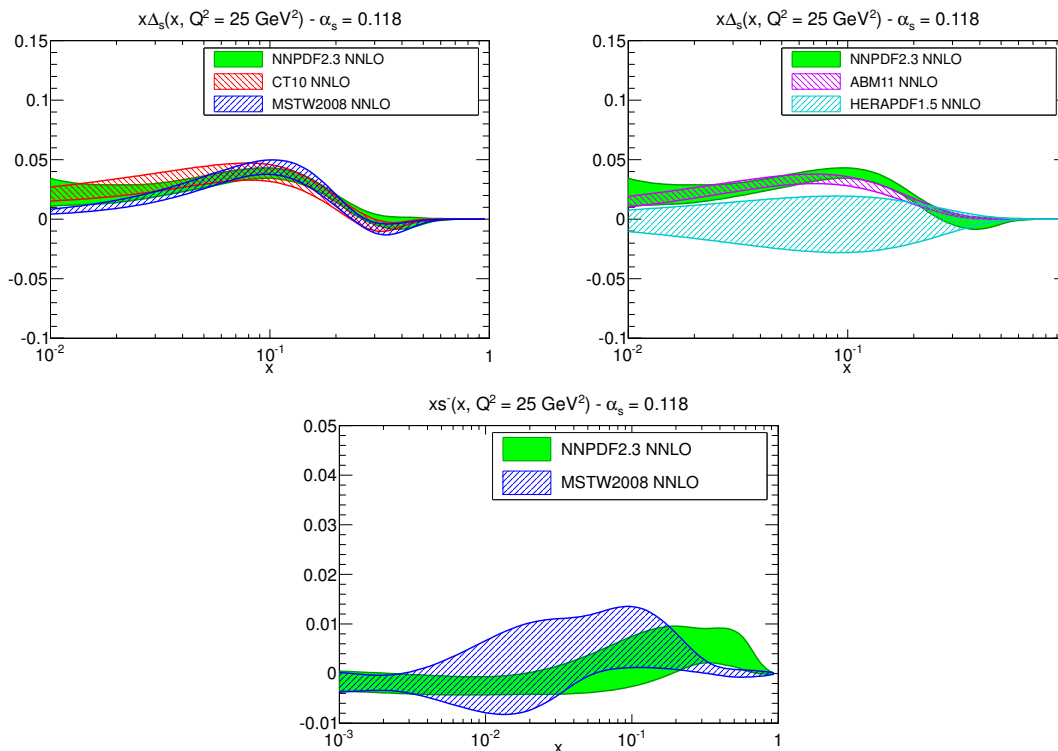 xΔₛ(x, Q² = 25 GeV²) - αₛ = 0.118
0.15
0.1
0.05
0
-0.05
-0.1
NNPDF2.3 NNLO
CT10 NNLO
MSTW2008 NNLO
10⁻²
10⁻¹
1
x
xΔₛ(x, Q² = 25 GeV²) - αₛ = 0.118
0.15
0.1
0.05
0
-0.05
-0.1
NNPDF2.3 NNLO
ABM11 NNLO
HERAPDF1.5 NNLO
10⁻²
10⁻¹
x
xs⁻(x, Q² = 25 GeV²) - αₛ = 0.118
0.05
0.04
0.03
0.02
0.01
0
-0.01
NNPDF2.3 NNLO
MSTW2008 NNLO
10⁻³
10⁻²
10⁻¹
1
x